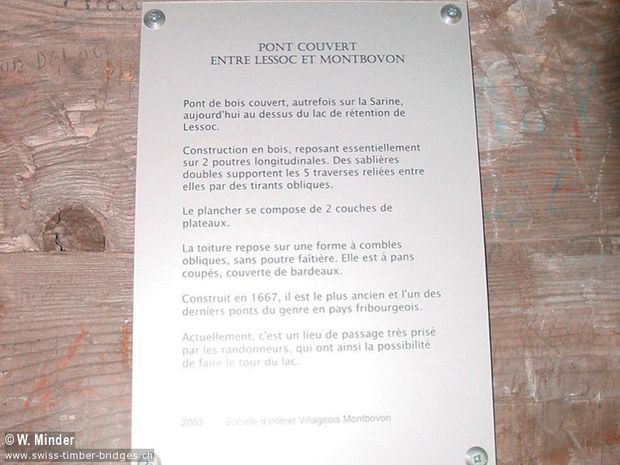 PONT COUVERT
ENTRE LESSOC ET MONTBOVON
Pont de bois couvert, autrefois sur la Sarine,
aujourd'hui au dessus du lac de rétention de
Lessoc.
Construction en bois, reposant essentiellement
sur 2 poutres longitudinales. Des sablières
doubles supportent les 5 traverses reliées entre
elles par des tirants obliques.
Le plancher se compose de 2 couches de
plateaux.
La toiture repose sur une forme à combles
obliques, sans poutre faîtière. Elle est à pans
coupés, couverte de bardeaux.
Construit en 1667, il est le plus ancien et l'un des
derniers ponts du genre en pays fribourgeois.
Actuellement, c'est un lieu de passage très prisé
par les randonneurs, qui ont ainsi la possibilité
de faire le tour du lac.
2003 Société d'Intérêt Villageois Montbovon
© W. Minder
www.swiss-timber-bridges.ch